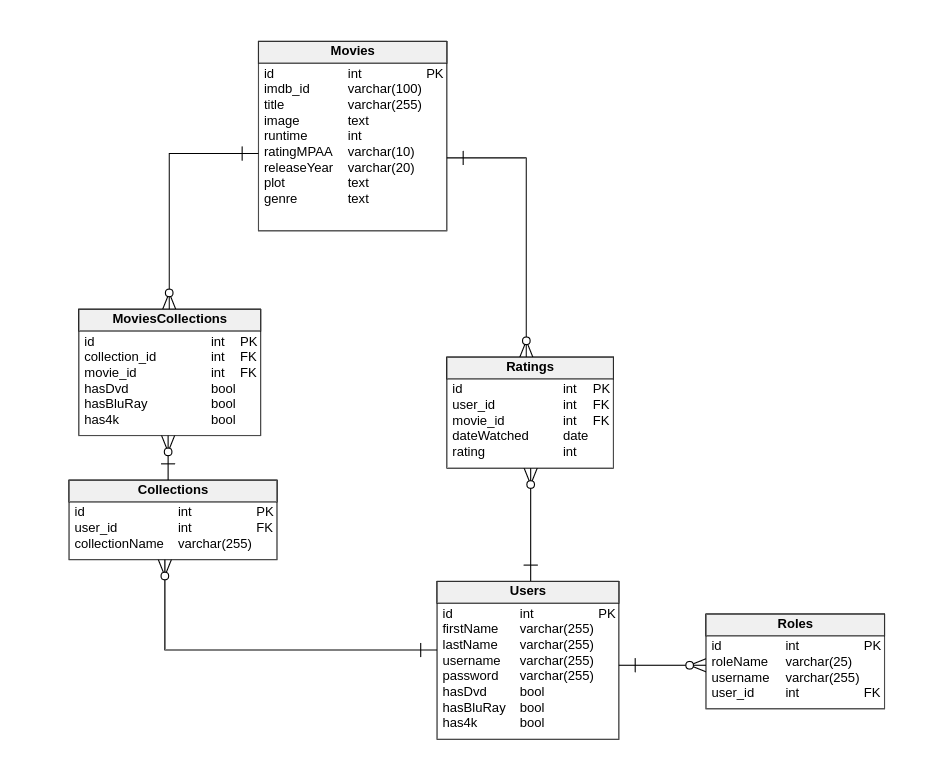 Movies
id int PK
imdb_id varchar(100)
title varchar(255)
image text
runtime int
ratingMPAA varchar(10)
releaseYear varchar(20)
plot text
genre text
MoviesCollections
id int PK
collection_id int FK
movie_id int FK
hasDvd bool
hasBluRay bool
has4k bool
Ratings
id int PK
user_id int FK
movie_id int FK
dateWatched date
rating int
Collections
id int PK
user_id int FK
collectionName varchar(255)
Users
id int PK
firstName varchar(255)
lastName varchar(255)
username varchar(255)
password varchar(255)
hasDvd bool
hasBluRay bool
has4k bool
Roles
id int PK
roleName varchar(25)
username varchar(255)
user_id int FK